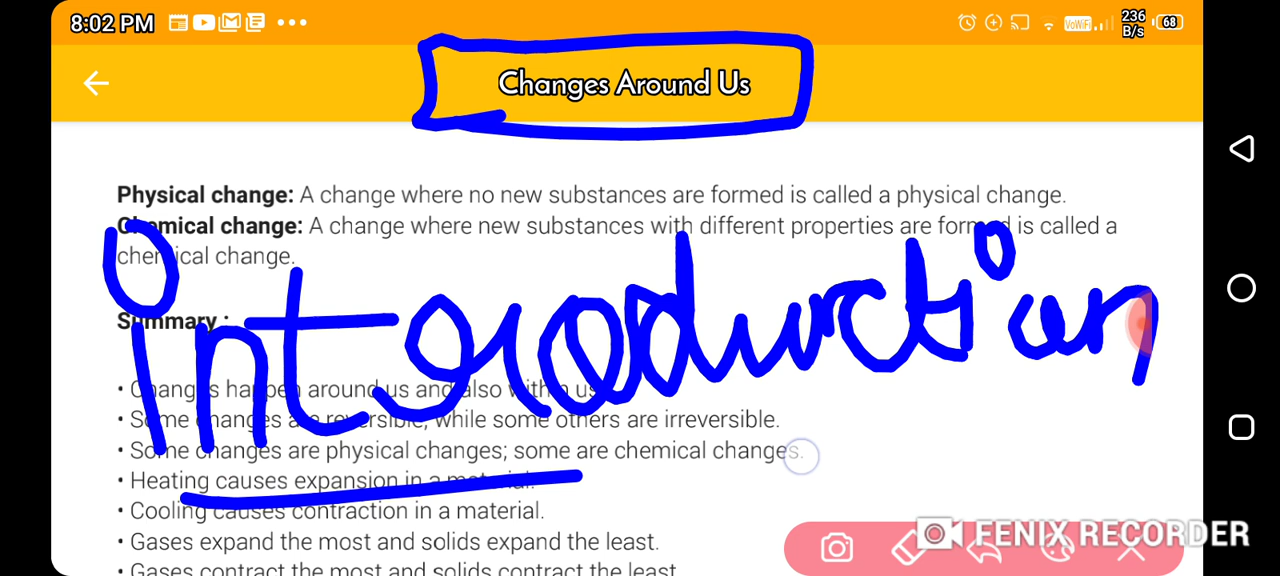 8:02 PM
VoWiFi 236 B/s 68
Changes Around Us
Physical change: A change where no new substances are formed is called a physical change.
Chemical change: A change where new substances with different properties are formed is called a
chemical change.
introduction
Summary :
• Changes happen around us and also within us.
• Some changes are reversible, while some others are irreversible.
• Some changes are physical changes; some are chemical changes.
• Heating causes expansion in a material.
• Cooling causes contraction in a material.
• Gases expand the most and solids expand the least.
FENIX RECORDER
• Gases contract the most and solids contract the least